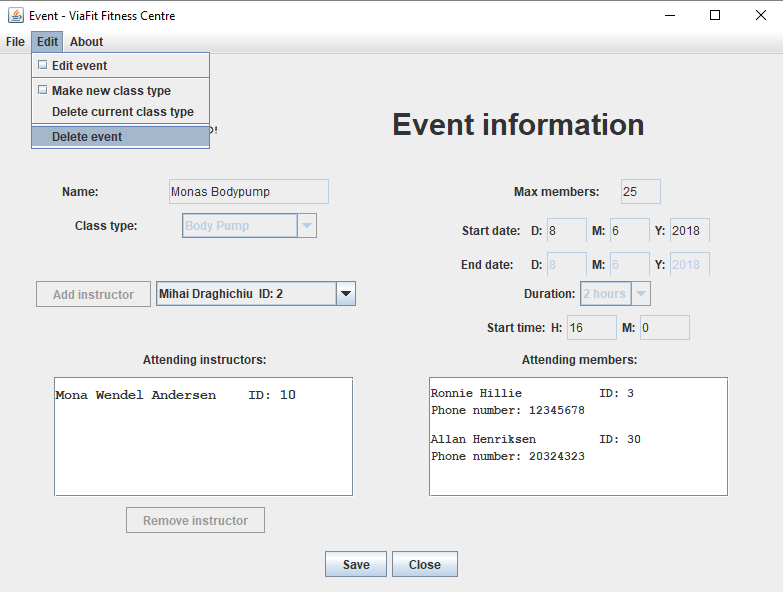 Event - ViaFit Fitness Centre
File Edit About
Edit event
Make new class type
Delete current class type
Delete event
Event information
Name: Monas Bodypump
Max members: 25
Class type: Body Pump
Start date: D: 8 M: 6 Y: 2018
End date: D: 8 M: 6 Y: 2018
Add instructor Mihai Draghichiu ID: 2
Duration: 2 hours
Start time: H: 16 M: 0
Attending instructors:
Mona Wendel Andersen ID: 10
Attending members:
Ronnie Hillie ID: 3
Phone number: 12345678
Allan Henriksen ID: 30
Phone number: 20324323
Remove instructor
Save Close